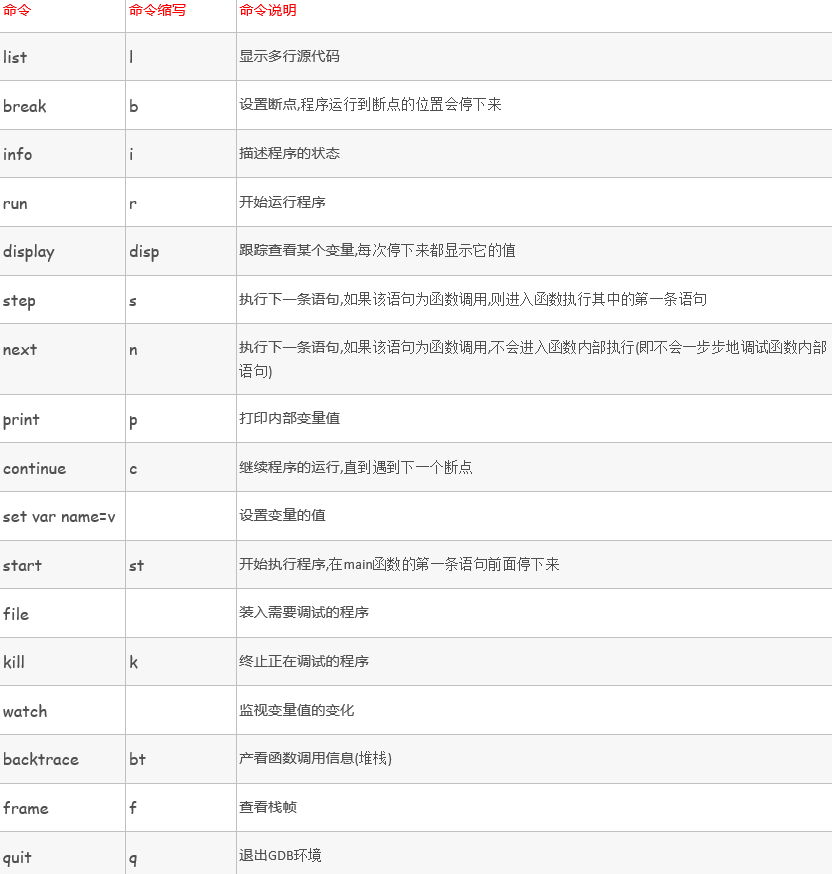 命令 命令缩写 命令说明
list l 显示多行源代码
break b 设置断点,程序运行到断点的位置会停下来
info i 描述程序的状态
run r 开始运行程序
display disp 跟踪查看某个变量,每次停下来都显示它的值
step s 执行下一条语句,如果该语句为函数调用,则进入函数执行其中的第一条语句
next n 执行下一条语句,如果该语句为函数调用,不会进入函数内部执行(即不会一步步地调试函数内部
语句)
print p 打印内部变量值
continue c 继续程序的运行,直到遇到下一个断点
set var name=v 设置变量的值
start st 开始执行程序,在main函数的第一条语句前面停下来
file 装入需要调试的程序
kill k 终止正在调试的程序
watch 监视变量值的变化
backtrace bt 产看函数调用信息(堆栈)
frame f 查看栈帧
quit q 退出GDB环境